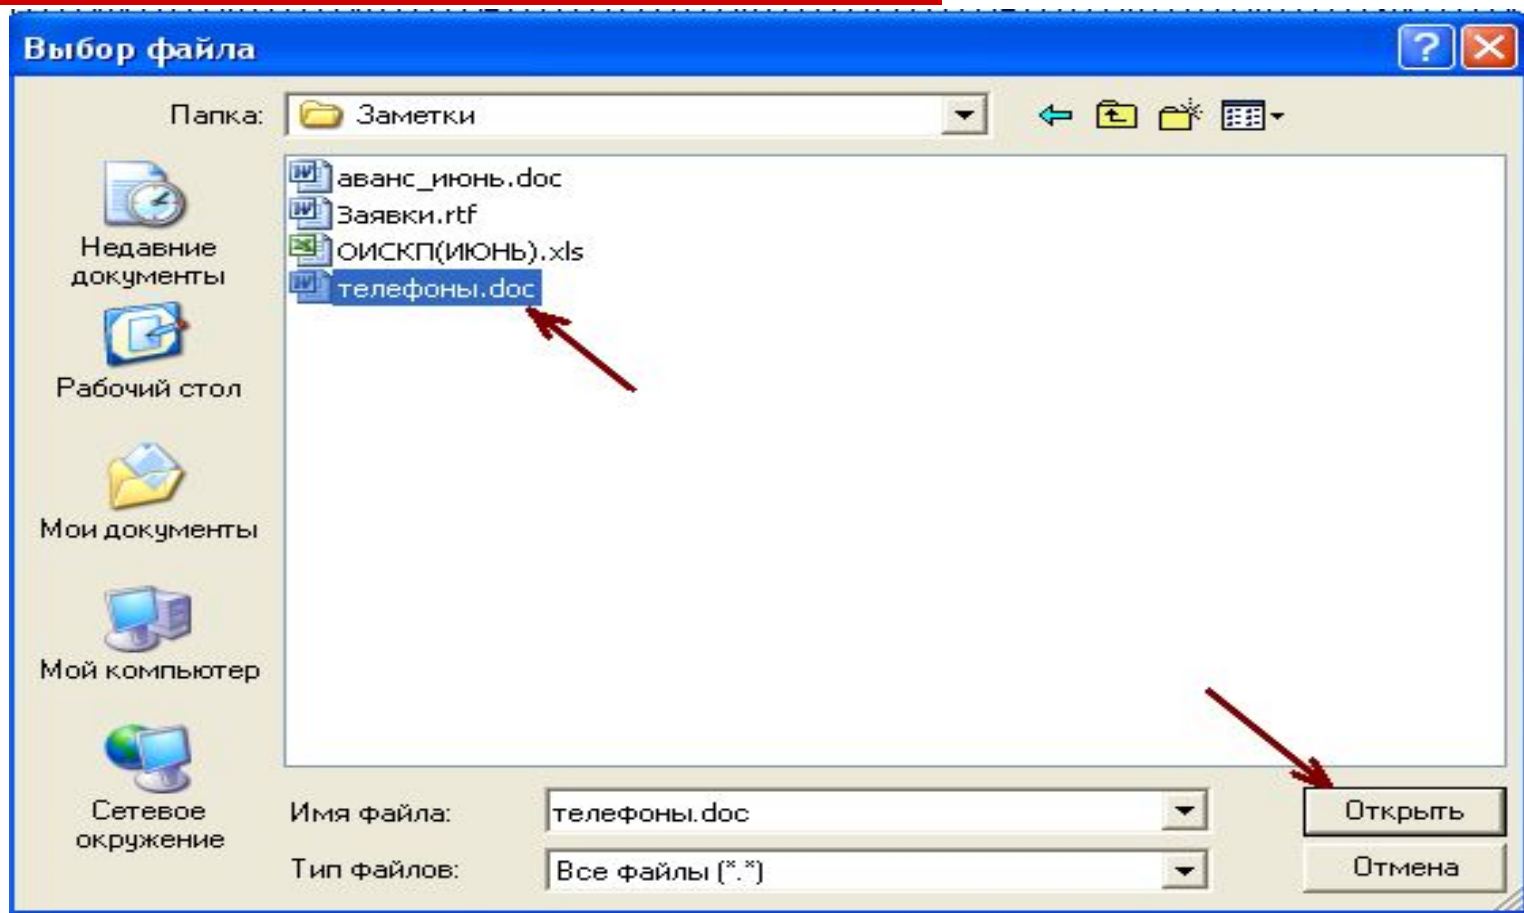 Выбор файла
Папка: Заметки
аванс_июнь.doc
Заявки.rtf
ОИСКП(ИЮНЬ).xls
телефоны.doc
Недавние
документы
Рабочий стол
Мои документы
Мой компьютер
Сетевое
окружение
Имя файла: телефоны.doc Открыть
Тип файлов: Все файлы (*.*) Отмена